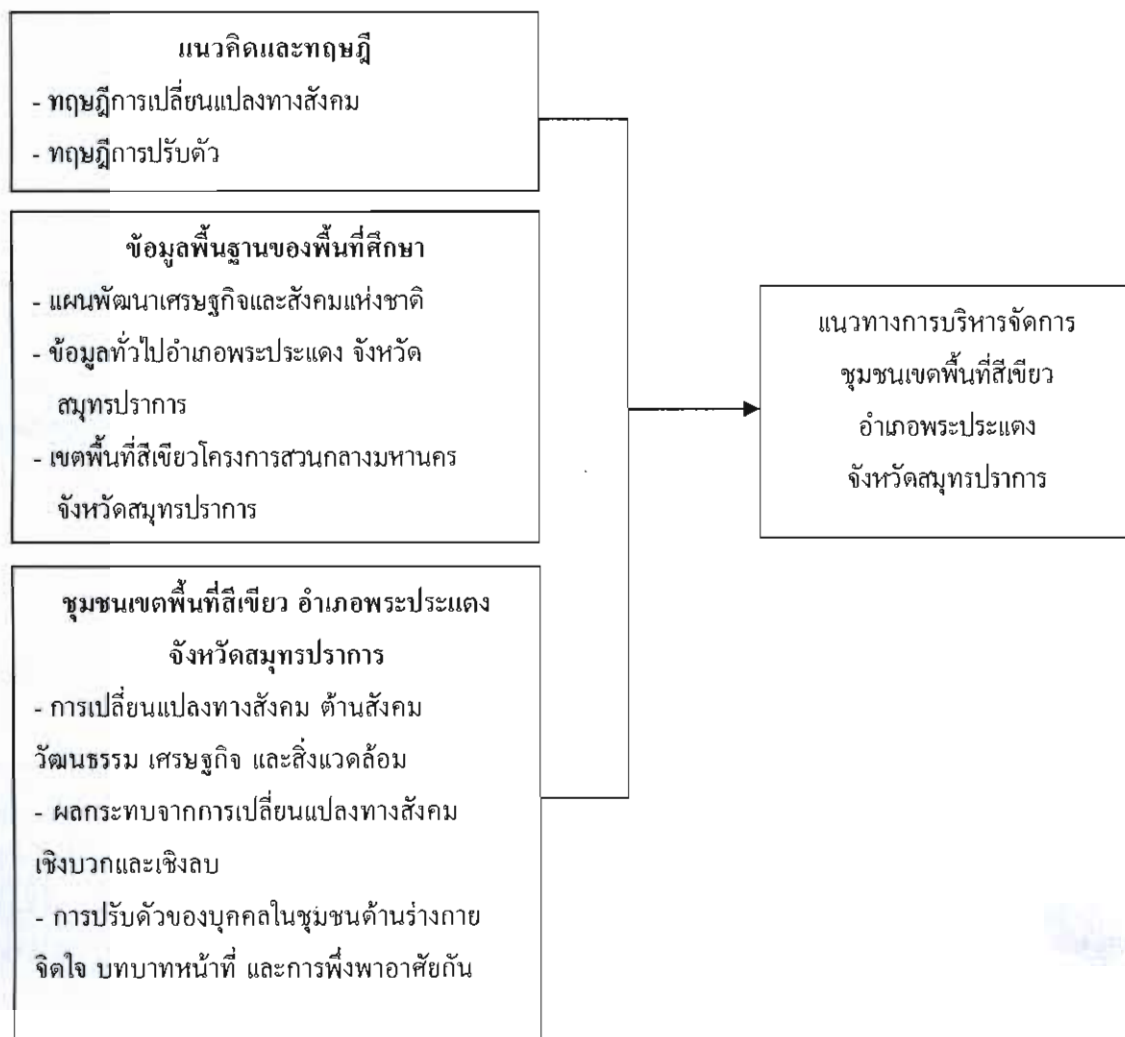 แนวคิดและทฤษฎี
- ทฤษฎีการเปลี่ยนแปลงทางสังคม
- ทฤษฎีการปรับตัว
ข้อมูลพื้นฐานของพื้นที่ศึกษา
- แผนพัฒนาเศรษฐกิจและสังคมแห่งชาติ
- ข้อมูลทั่วไปอำเภอพระประแดง จังหวัด
สมุทรปราการ
- เขตพื้นที่สีเขียวโครงการสวนกลางมหานคร
จังหวัดสมุทรปราการ
ชุมชนเขตพื้นที่สีเขียว อำเภอพระประแดง
จังหวัดสมุทรปราการ
- การเปลี่ยนแปลงทางสังคม ด้านสังคม
วัฒนธรรม เศรษฐกิจ และสิ่งแวดล้อม
- ผลกระทบจากการเปลี่ยนแปลงทางสังคม
เชิงบวกและเชิงลบ
- การปรับตัวของบุคคลในชุมชนด้านร่างกาย
จิตใจ บทบาทหน้าที่ และการพึ่งพาอาศัยกัน
แนวทางการบริหารจัดการ
ชุมชนเขตพื้นที่สีเขียว
อำเภอพระประแดง
จังหวัดสมุทรปราการ